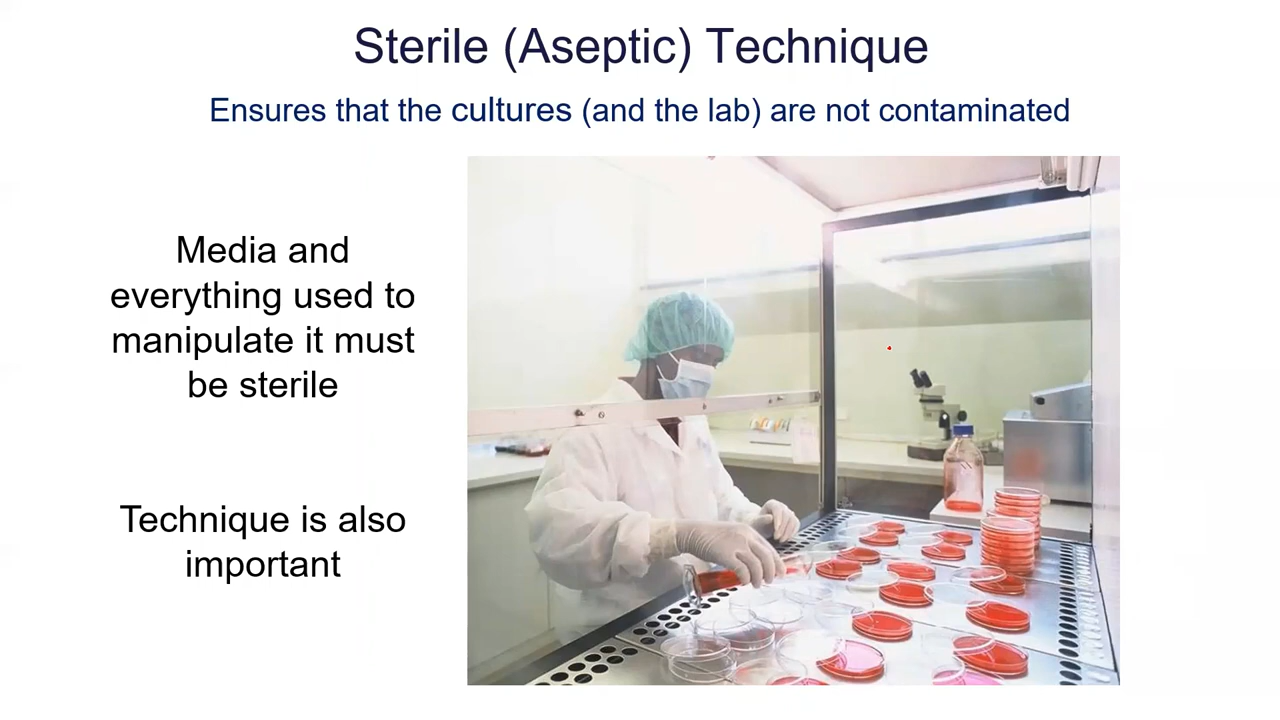 Sterile (Aseptic) Technique
Ensures that the cultures (and the lab) are not contaminated
Media and
everything used to
manipulate it must
be sterile
Technique is also
important